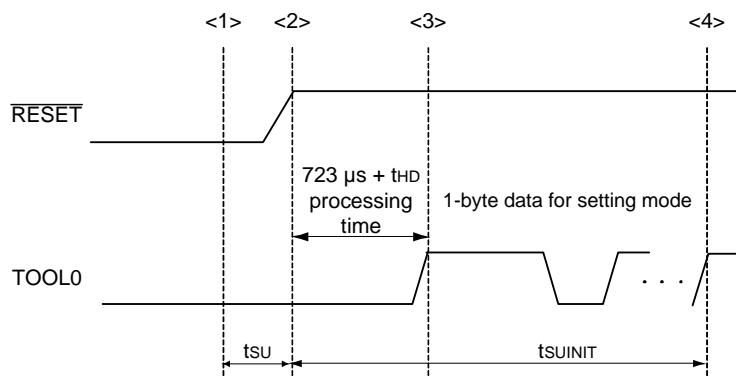 <1> <2> <3> <4>
RESET
723 µs + tHD
processing
time
1-byte data for setting mode
TOOL0
. . .
tSU
tSUINIT